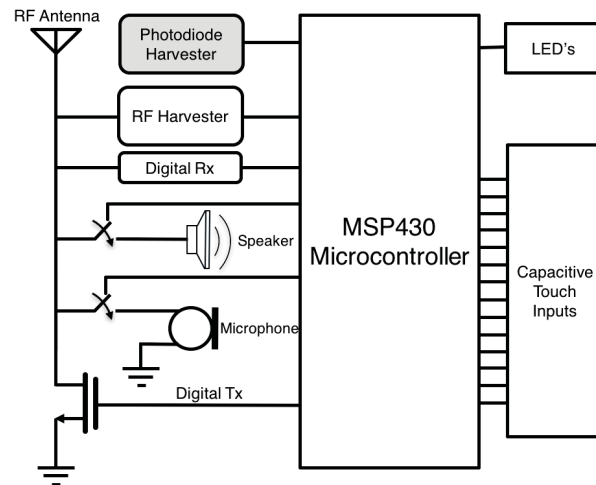 RF Antenna
Photodiode
Harvester
LED's
RF Harvester
Digital Rx
MSP430
Microcontroller
Speaker
Capacitive
Touch
Inputs
Microphone
Digital Tx